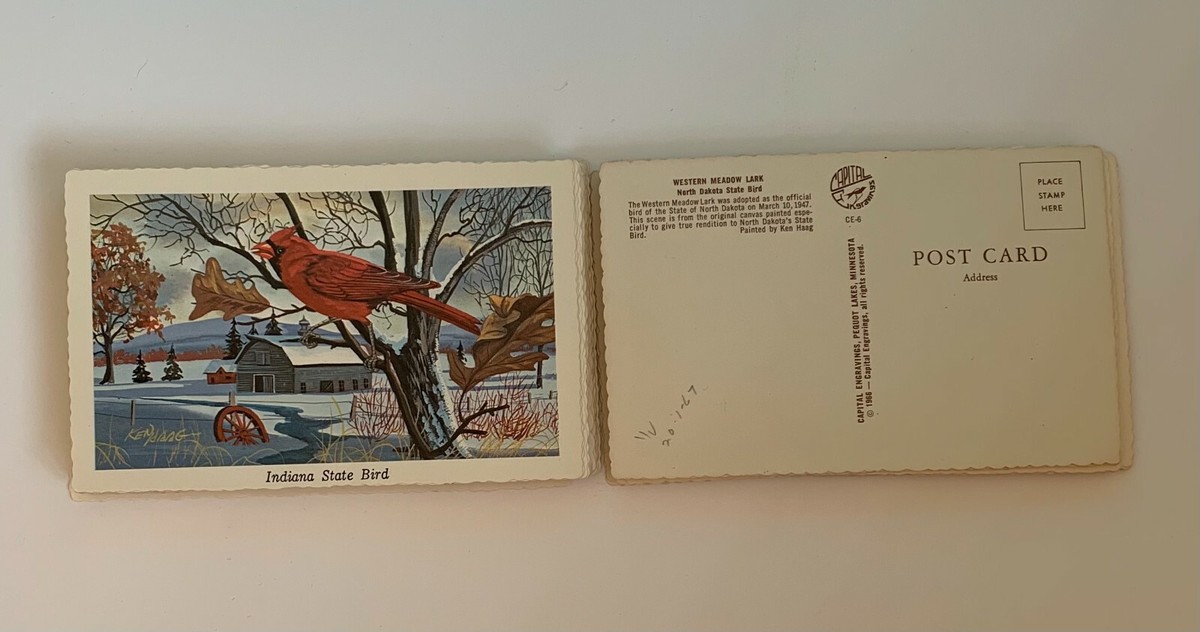 KEN HAAG
Indiana State Bird
WESTERN MEADOW LARK
North Dakota State Bird
The Western Meadow Lark was adopted as the official
bird of the State of North Dakota on March 10, 1947.
This scene is from the original canvas painted espe-
cially to give true rendition to North Dakota's State
Bird. Painted by Ken Haag
CAPITAL
Engravings
CE-6
CAPITAL ENGRAVINGS, PEQUOT LAKES, MINNESOTA
© 1966 — Capital Engravings, all rights reserved.
PLACE
STAMP
HERE
POST CARD
Address